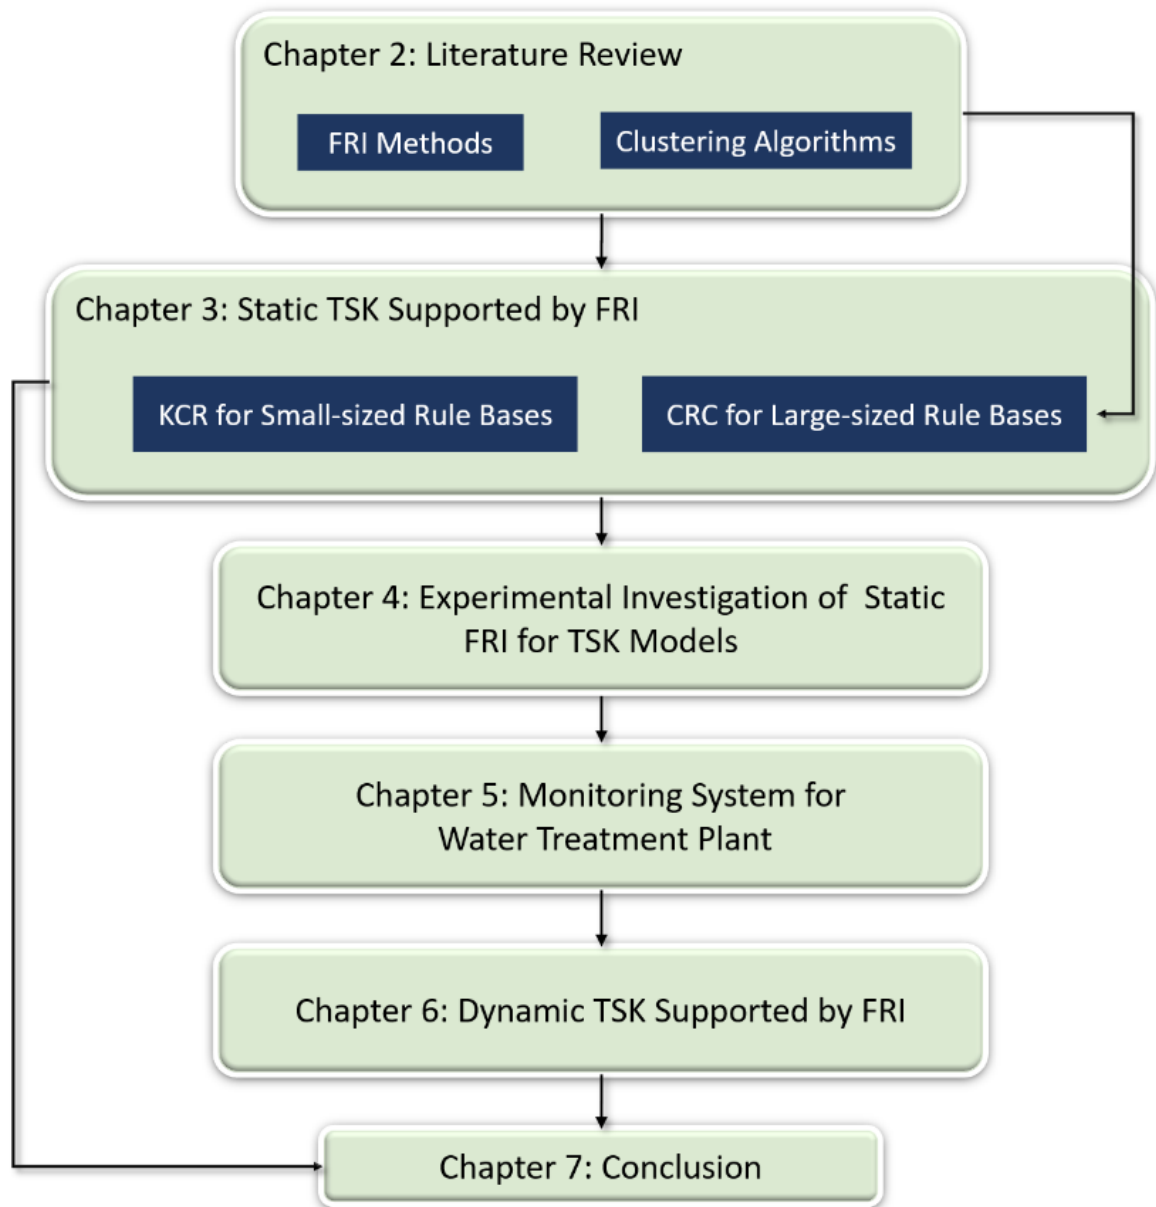 Chapter 2: Literature Review
FRI Methods
Clustering Algorithms
Chapter 3: Static TSK Supported by FRI
KCR for Small-sized Rule Bases
CRC for Large-sized Rule Bases
Chapter 4: Experimental Investigation of Static
FRI for TSK Models
Chapter 5: Monitoring System for
Water Treatment Plant
Chapter 6: Dynamic TSK Supported by FRI
Chapter 7: Conclusion